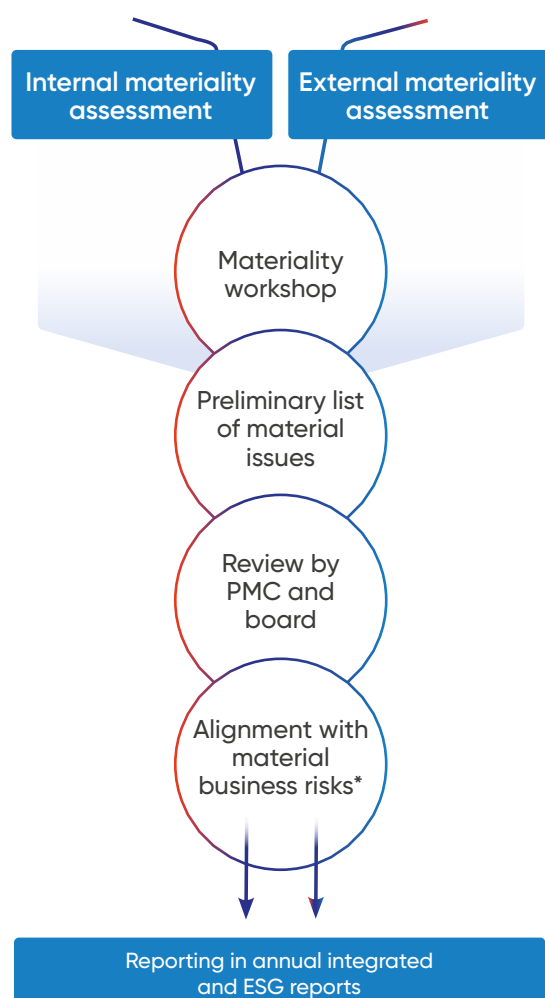 Internal materiality
assessment
External materiality
assessment
Materiality
workshop
Preliminary list
of material
issues
Review by
PMC and
board
Alignment with
material
business risks*
Reporting in annual integrated
and ESG reports